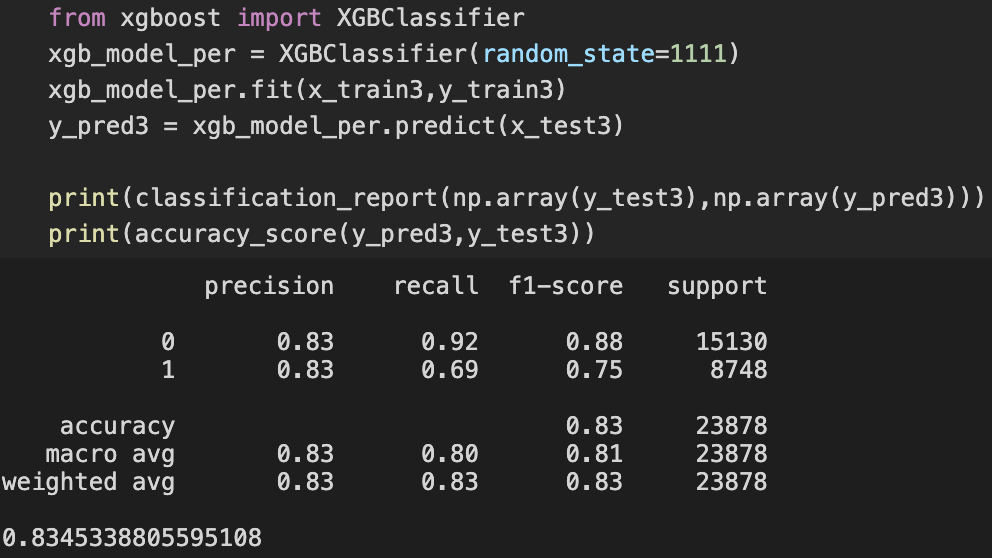 from xgboost import XGBClassifier
xgb_model_per = XGBClassifier(random_state=1111)
xgb_model_per.fit(x_train3,y_train3)
y_pred3 = xgb_model_per.predict(x_test3)
print(classification_report(np.array(y_test3),np.array(y_pred3)))
print(accuracy_score(y_pred3,y_test3))
precision recall f1-score support
0 0.83 0.92 0.88 15130
1 0.83 0.69 0.75 8748
accuracy 0.83 23878
macro avg 0.83 0.80 0.81 23878
weighted avg 0.83 0.83 0.83 23878
0.8345338805595108